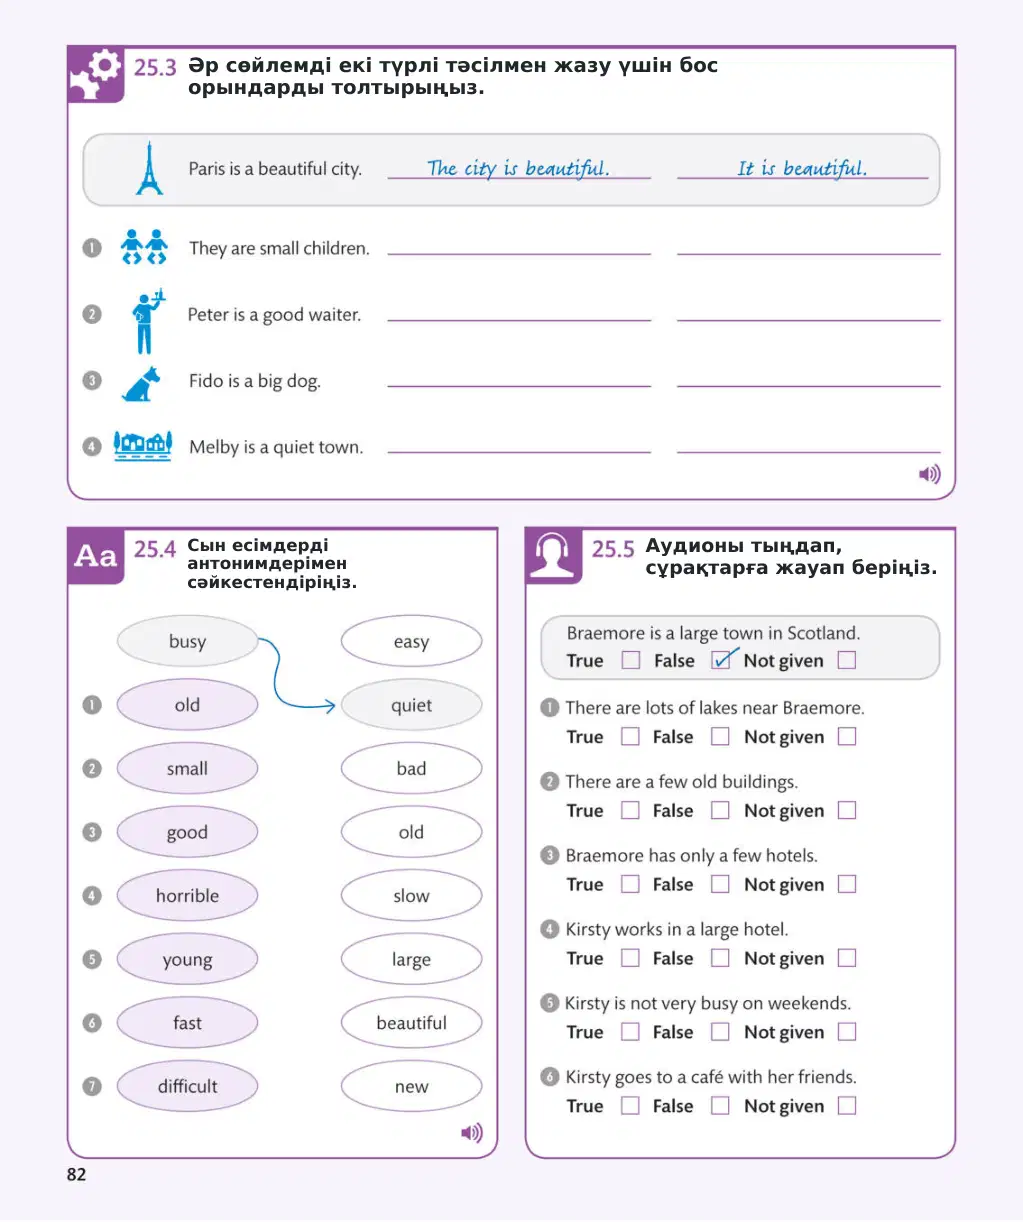 25.3 Әр сөйлемді екі түрлі тәсілмен жазу үшін бос
орындарды толтырыңыз.
Paris is a beautiful city. The city is beautiful. It is beautiful.
1 They are small children.
2 Peter is a good waiter.
3 Fido is a big dog.
4 Melby is a quiet town.
Aa 25.4 Сын есімдерді
антонимдерімен
сәйкестендіріңіз.
busy easy
1 old quiet
2 small bad
3 good old
4 horrible slow
5 young large
6 fast beautiful
7 difficult new
25.5 Аудионы тыңдап,
сұрақтарға жауап беріңіз.
Braemore is a large town in Scotland.
True False Not given
1 There are lots of lakes near Braemore.
True False Not given
2 There are a few old buildings.
True False Not given
3 Braemore has only a few hotels.
True False Not given
4 Kirsty works in a large hotel.
True False Not given
5 Kirsty is not very busy on weekends.
True False Not given
6 Kirsty goes to a café with her friends.
True False Not given
82